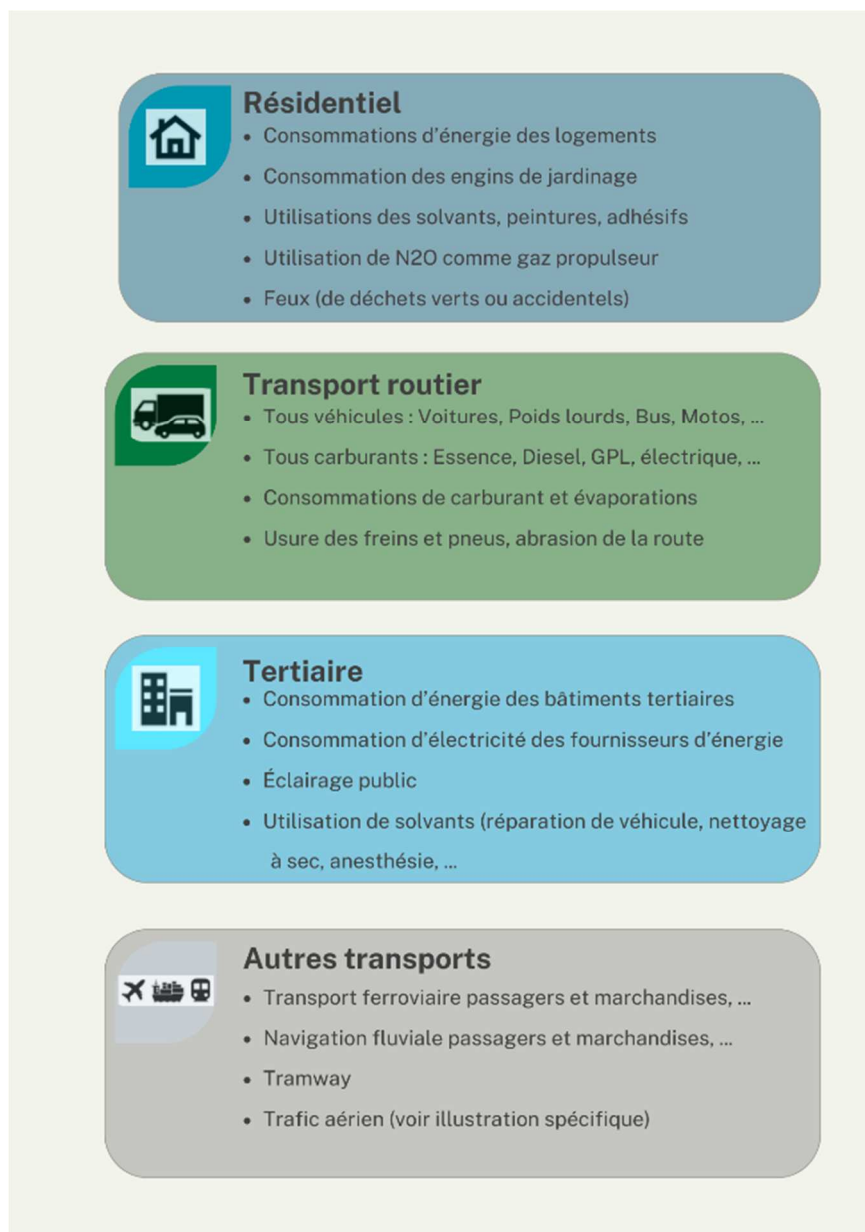 Résidentiel
• Consommations d'énergie des logements
• Consommation des engins de jardinage
• Utilisations des solvants, peintures, adhésifs
• Utilisation de N2O comme gaz propulseur
• Feux (de déchets verts ou accidentels)
Transport routier
• Tous véhicules : Voitures, Poids lourds, Bus, Motos, ...
• Tous carburants : Essence, Diesel, GPL, électrique, ...
• Consommations de carburant et évaporations
• Usure des freins et pneus, abrasion de la route
Tertiaire
• Consommation d'énergie des bâtiments tertiaires
• Consommation d'électricité des fournisseurs d'énergie
• Éclairage public
• Utilisation de solvants (réparation de véhicule, nettoyage
à sec, anesthésie, ...
Autres transports
• Transport ferroviaire passagers et marchandises, ...
• Navigation fluviale passagers et marchandises, ...
• Tramway
• Trafic aérien (voir illustration spécifique)